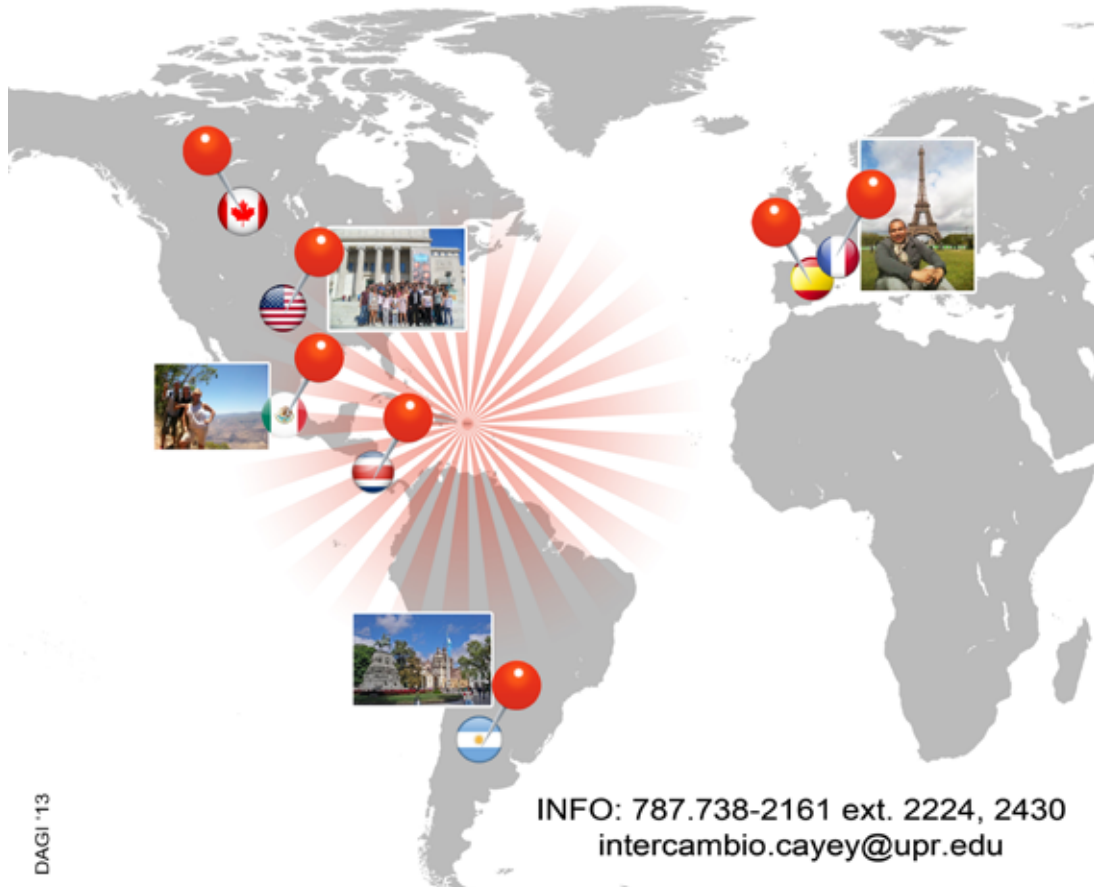 INFO: 787.738-2161 ext. 2224, 2430
intercambio.cayey@upr.edu
DAGI '13